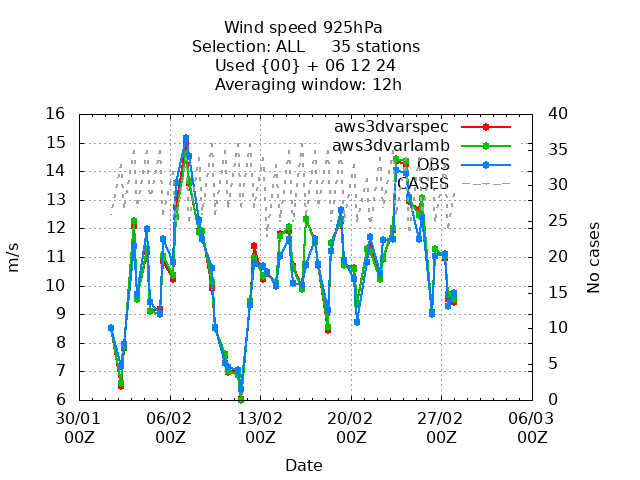 Wind speed 925hPa
Selection: ALL 35 stations
Used {00} + 06 12 24
Averaging window: 12h
16 40
15 35
14 30
13 25
12
11 20
10 15
9
8 10
7 5
6 0
aws3dvarspec
aws3dvarlamb
OBS
CASES
m/s
No cases
30/01 06/02 13/02 20/02 27/02 06/03
00Z 00Z 00Z 00Z 00Z 00Z
Date